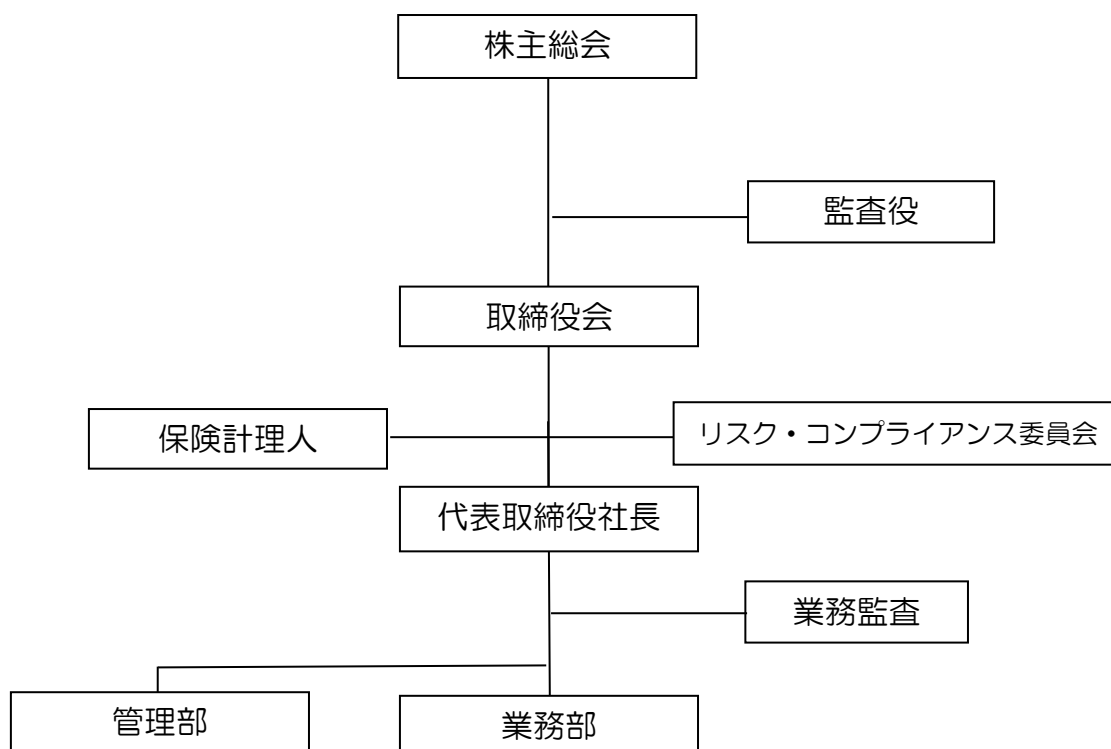 株主総会
監査役
取締役会
保険計理人
リスク・コンプライアンス委員会
代表取締役社長
業務監査
管理部
業務部